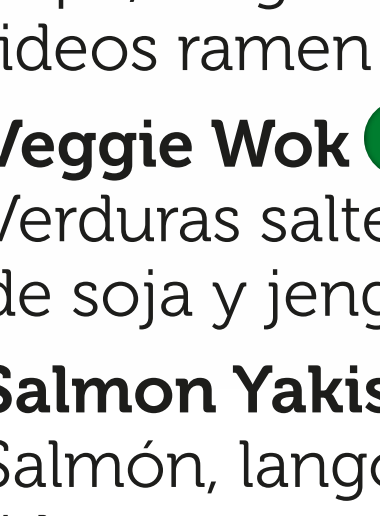 ideos ramen
Veggie Wok
Verduras salte
de soja y jeng
Salmon Yakis
Salmón, lango